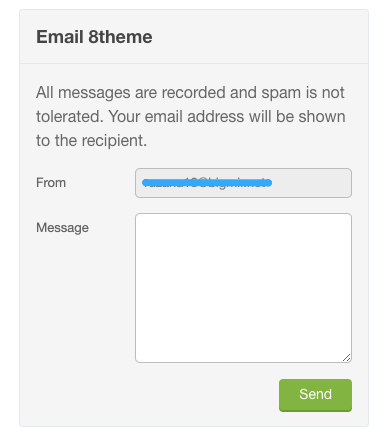 Email 8theme
All messages are recorded and spam is not
tolerated. Your email address will be shown
to the recipient.
From
Message
Send